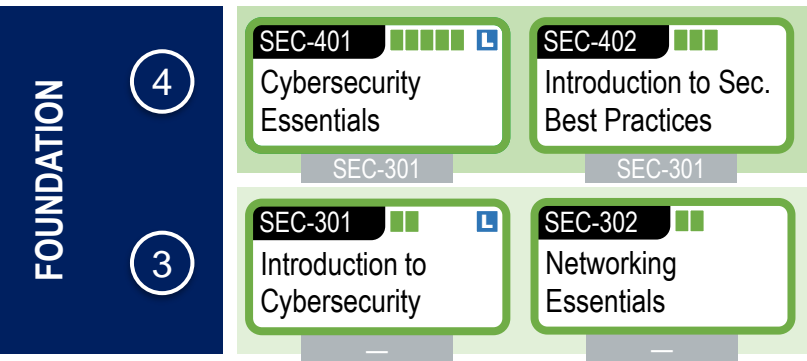 FOUNDATION
4
SEC-401
L
Cybersecurity
Essentials
SEC-301
SEC-402
Introduction to Sec.
Best Practices
SEC-301
3
SEC-301
L
Introduction to
Cybersecurity
—
SEC-302
Networking
Essentials
—